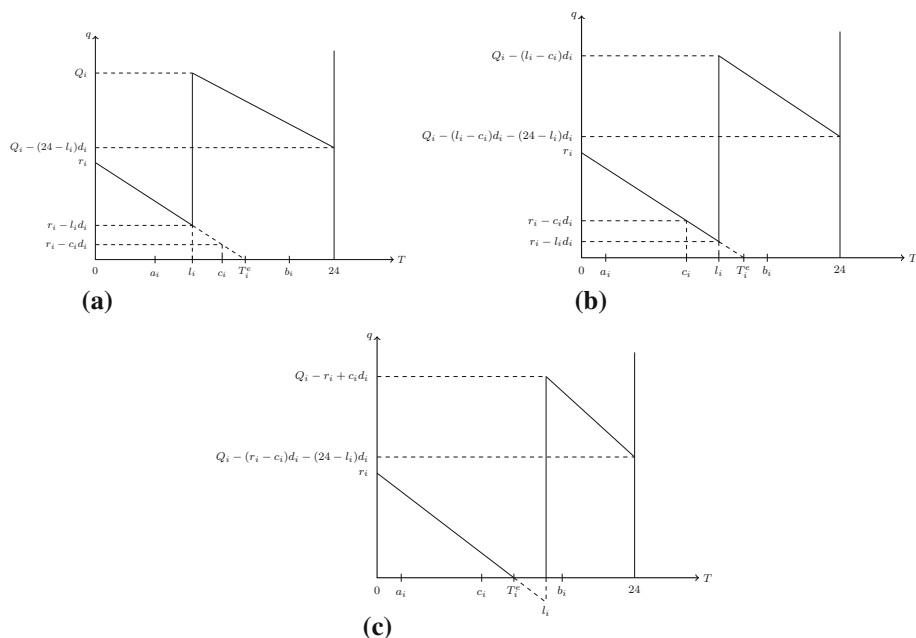 q
Q_i
Q_i − (24 − l_i)d_i
r_i
r_i − l_i d_i
r_i − c_i d_i
0
a_i
l_i
c_i
T_i^e
b_i
24
T
(a)
q
Q_i − (l_i − c_i)d_i
Q_i − (l_i − c_i)d_i − (24 − l_i)d_i
r_i
r_i − c_i d_i
r_i − l_i d_i
0
a_i
c_i
l_i
T_i^e
b_i
24
T
(b)
q
Q_i − r_i + c_i d_i
Q_i − (r_i − c_i)d_i − (24 − l_i)d_i
r_i
0
a_i
c_i
T_i^e
l_i
b_i
24
T
(c)